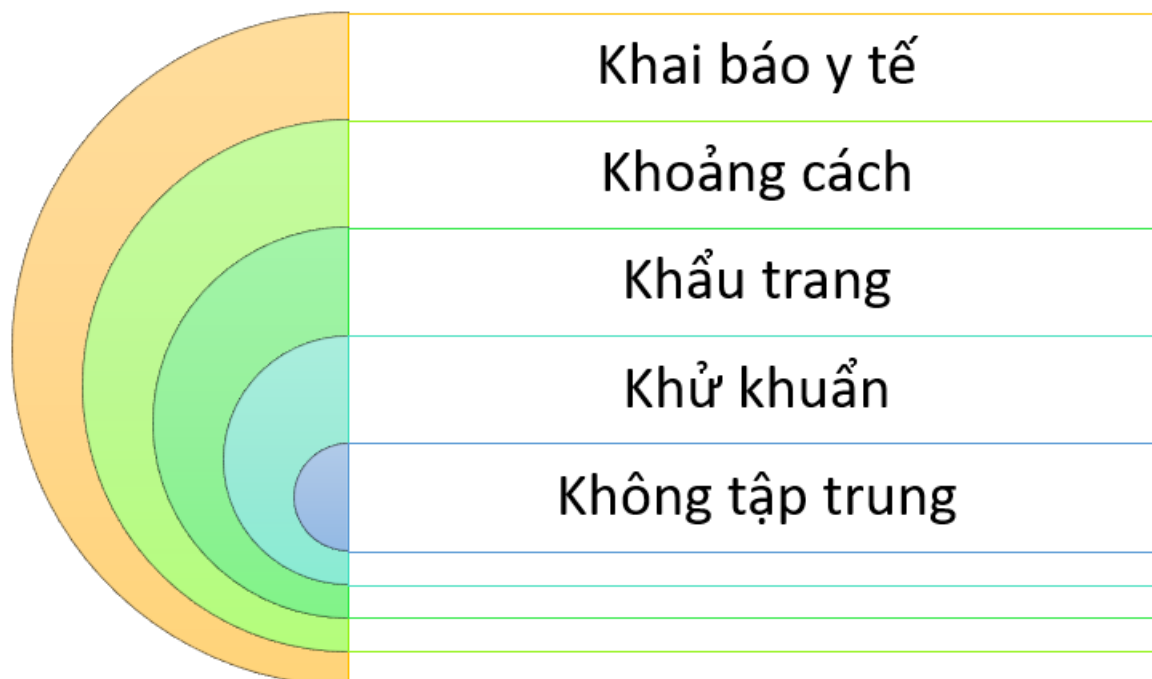 Khai báo y tế
Khoảng cách
Khẩu trang
Khử khuẩn
Không tập trung